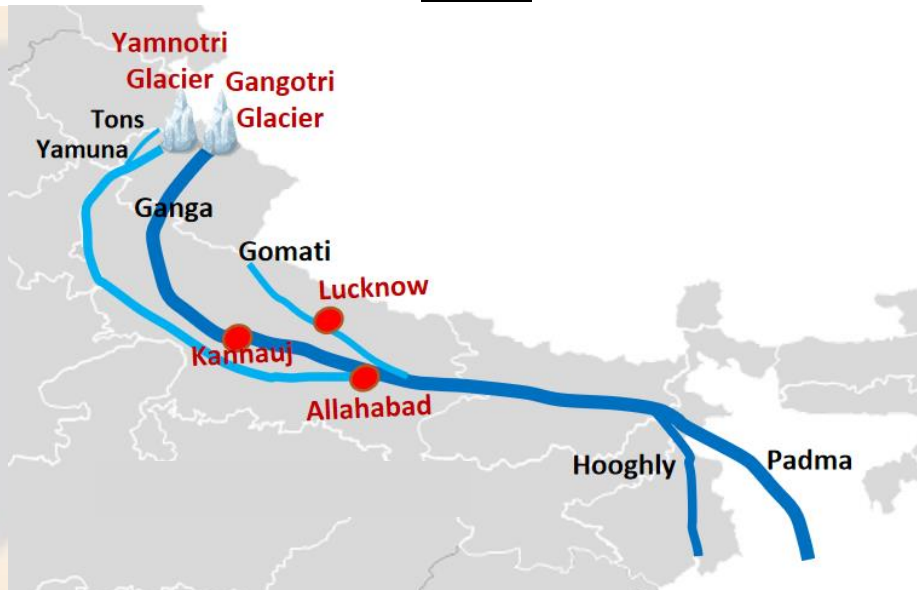 Yamnotri
Glacier
Gangotri
Glacier
Tons
Yamuna
Ganga
Gomati
Lucknow
Kannauj
Allahabad
Hooghly
Padma